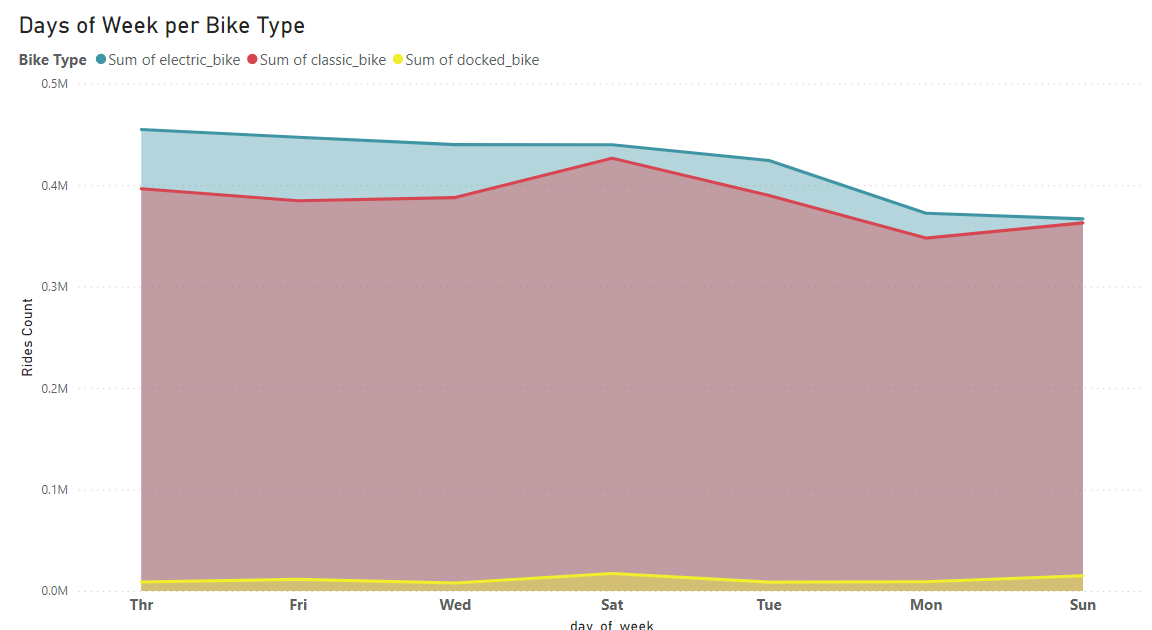 Days of Week per Bike Type
Bike Type Sum of electric_bike Sum of classic_bike Sum of docked_bike
0.5M
0.4M
0.3M
0.2M
0.1M
0.0M
Rides Count
Thr Fri Wed Sat Tue Mon Sun
day_of_week